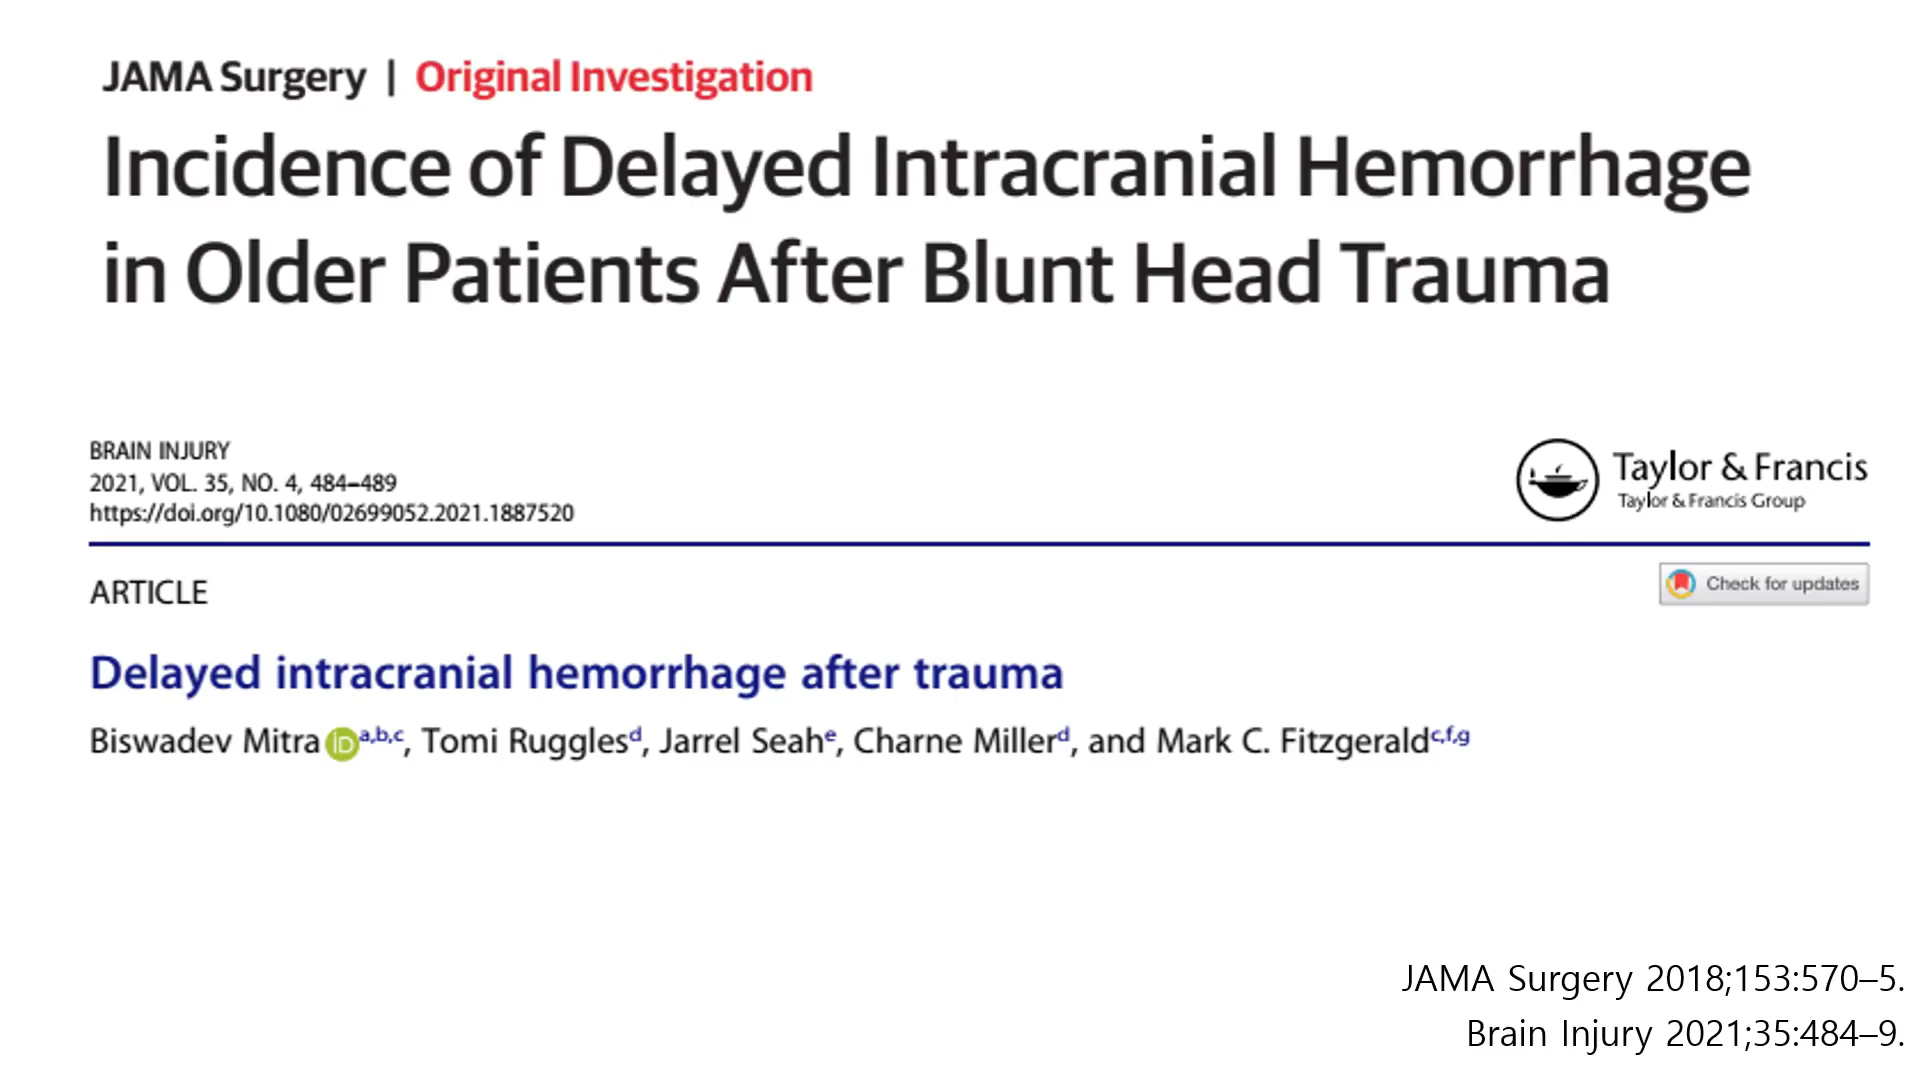 JAMA Surgery | Original Investigation
Incidence of Delayed Intracranial Hemorrhage
in Older Patients After Blunt Head Trauma
BRAIN INJURY
2021, VOL. 35, NO. 4, 484–489
https://doi.org/10.1080/02699052.2021.1887520
Taylor & Francis
Taylor & Francis Group
ARTICLE
Check for updates
Delayed intracranial hemorrhage after trauma
Biswadev Mitra iD a,b,c, Tomi Ruggles d, Jarrel Seah e, Charne Miller d, and Mark C. Fitzgerald c,f,g
JAMA Surgery 2018;153:570–5.
Brain Injury 2021;35:484–9.